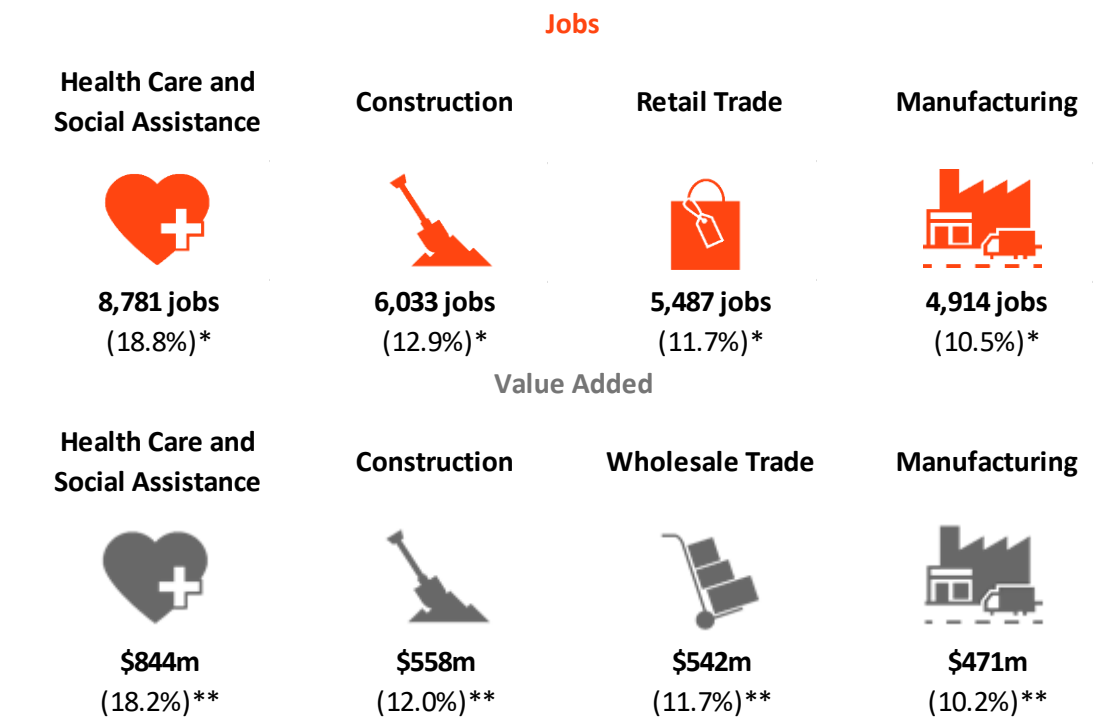 Jobs
Health Care and
Social Assistance
Construction
Retail Trade
Manufacturing
8,781 jobs
(18.8%)*
6,033 jobs
(12.9%)*
5,487 jobs
(11.7%)*
4,914 jobs
(10.5%)*
Value Added
Health Care and
Social Assistance
Construction
Wholesale Trade
Manufacturing
$844m
(18.2%)**
$558m
(12.0%)**
$542m
(11.7%)**
$471m
(10.2%)**